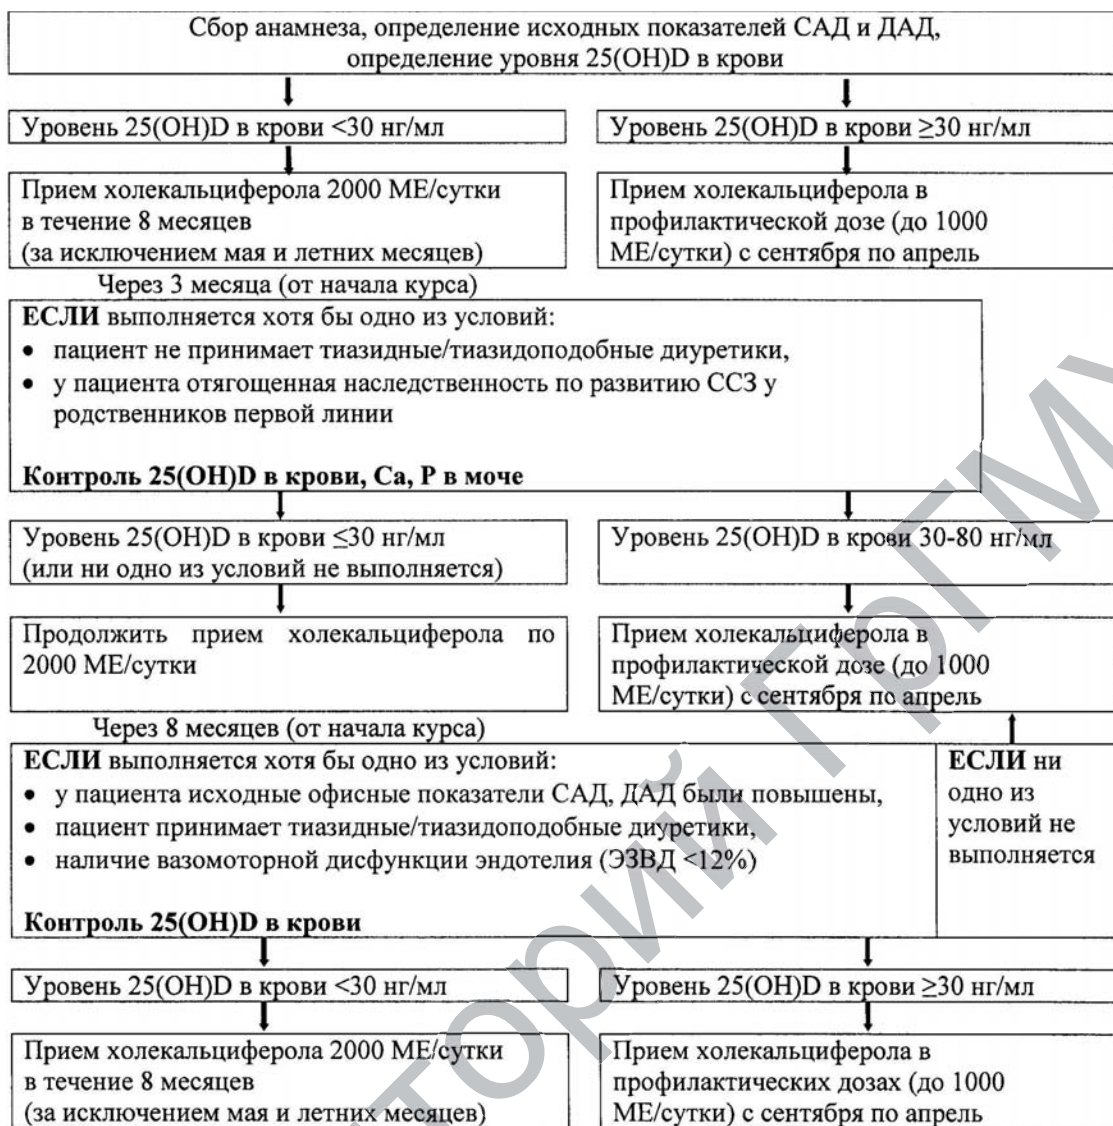 Сбор анамнеза, определение исходных показателей САД и ДАД,
определение уровня 25(OH)D в крови
Уровень 25(OH)D в крови <30 нг/мл
Уровень 25(OH)D в крови ≥30 нг/мл
Прием холекальциферола 2000 МЕ/сутки
в течение 8 месяцев
(за исключением мая и летних месяцев)
Прием холекальциферола в
профилактической дозе (до 1000
МЕ/сутки) с сентября по апрель
Через 3 месяца (от начала курса)
ЕСЛИ выполняется хотя бы одно из условий:
• пациент не принимает тиазидные/тиазидоподобные диуретики,
• у пациента отягощенная наследственность по развитию ССЗ у
родственников первой линии
Контроль 25(OH)D в крови, Ca, P в моче
Уровень 25(OH)D в крови ≤30 нг/мл
(или ни одно из условий не выполняется)
Уровень 25(OH)D в крови 30-80 нг/мл
Продолжить прием холекальциферола по
2000 МЕ/сутки
Прием холекальциферола в
профилактической дозе (до 1000
МЕ/сутки) с сентября по апрель
Через 8 месяцев (от начала курса)
ЕСЛИ выполняется хотя бы одно из условий:
• у пациента исходные офисные показатели САД, ДАД были повышены,
• пациент принимает тиазидные/тиазидоподобные диуретики,
• наличие вазомоторной дисфункции эндотелия (ЭЗВД <12%)
Контроль 25(OH)D в крови
ЕСЛИ ни
одно из
условий не
выполняется
Уровень 25(OH)D в крови <30 нг/мл
Уровень 25(OH)D в крови ≥30 нг/мл
Прием холекальциферола 2000 МЕ/сутки
в течение 8 месяцев
(за исключением мая и летних месяцев)
Прием холекальциферола в
профилактических дозах (до 1000
МЕ/сутки) с сентября по апрель